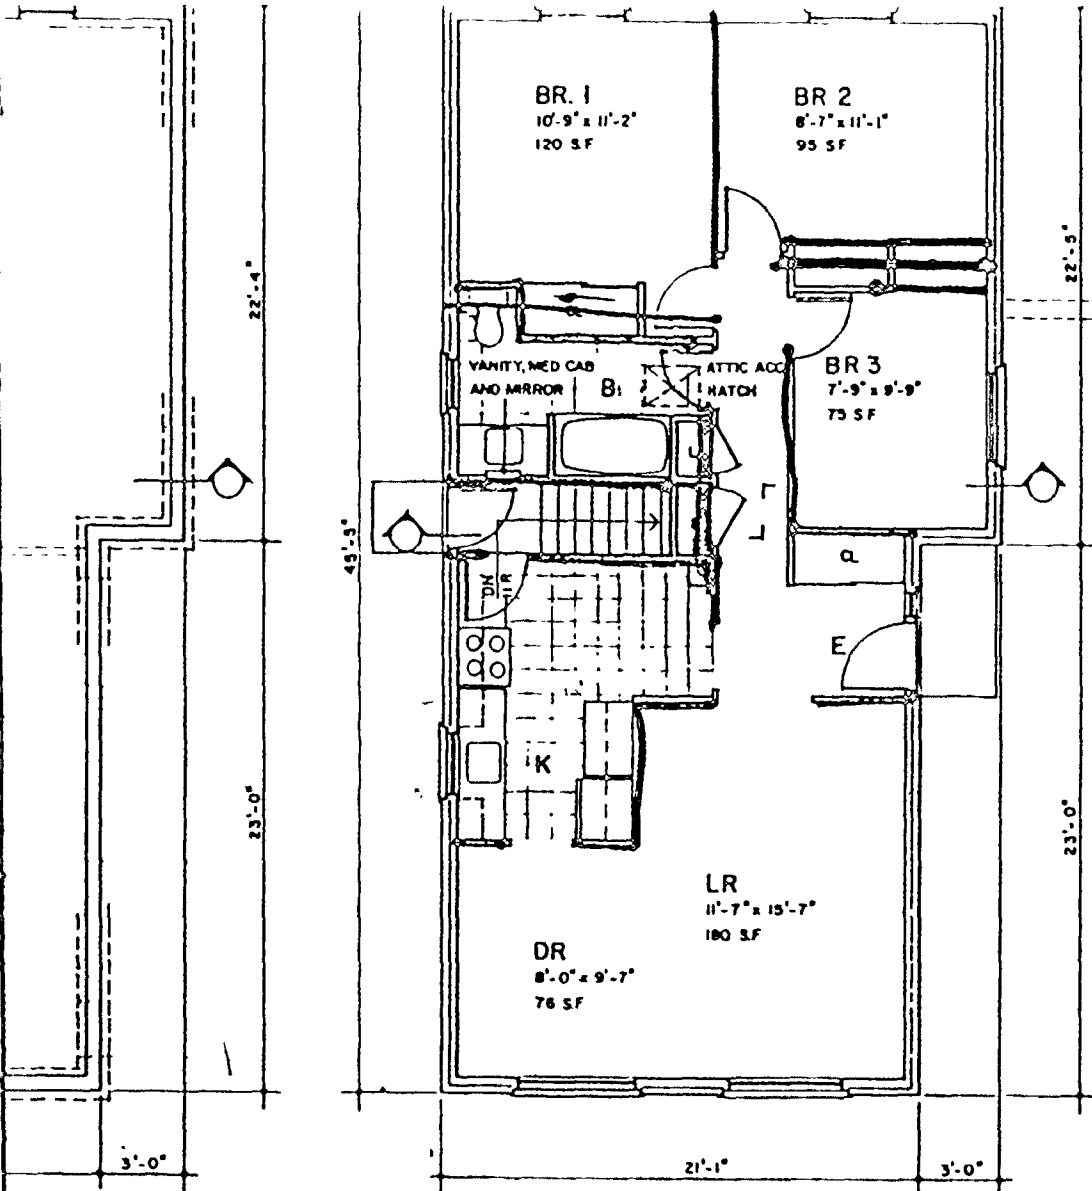 BR. 1
10'-9" x 11'-2"
120 S.F
BR 2
8'-7" x 11'-1"
95 S F
22'-4"
22'-5"
VANITY, MED CAB
AND MIRROR
B1
ATTIC ACC
HATCH
BR 3
7'-9" x 9'-9"
75 S F
45'-5"
DN
11 R
a
E
K
23'-0"
23'-0"
LR
11'-7" x 15'-7"
180 S.F
DR
8'-0" x 9'-7"
76 S.F
3'-0"
21'-1"
3'-0"